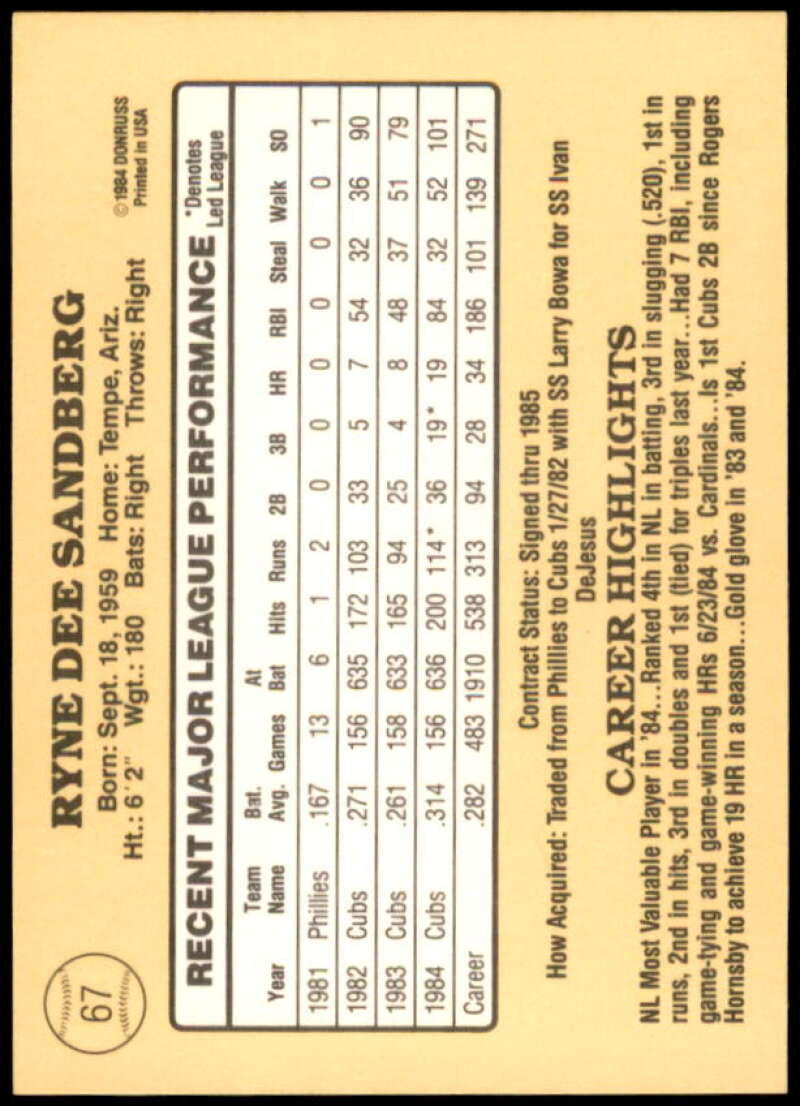 67
RYNE DEE SANDBERG
Born: Sept. 18, 1959 Home: Tempe, Ariz.
Ht.: 6'2" Wgt.: 180 Bats: Right Throws: Right
©1984 DONRUSS
Printed in USA
RECENT MAJOR LEAGUE PERFORMANCE
*Denotes
Led League
Year Team Name Bat. Avg. Games At Bat Hits Runs 2B 3B HR RBI Steal Walk SO
1981 Phillies .167 13 6 1 2 0 0 0 0 0 0 1
1982 Cubs .271 156 635 172 103 33 5 7 54 32 36 90
1983 Cubs .261 158 633 165 94 25 4 8 48 37 51 79
1984 Cubs .314 156 636 200 114* 36 19* 19 84 32 52 101
Career .282 483 1910 538 313 94 28 34 186 101 139 271
Contract Status: Signed thru 1985
How Acquired: Traded from Phillies to Cubs 1/27/82 with SS Larry Bowa for SS Ivan
DeJesus
CAREER HIGHLIGHTS
NL Most Valuable Player in '84...Ranked 4th in NL in batting, 3rd in slugging (.520), 1st in
runs, 2nd in hits, 3rd in doubles and 1st (tied) for triples last year...Had 7 RBI, including
game-tying and game-winning HRs 6/23/84 vs. Cardinals...Is 1st Cubs 2B since Rogers
Hornsby to achieve 19 HR in a season...Gold glove in '83 and '84.